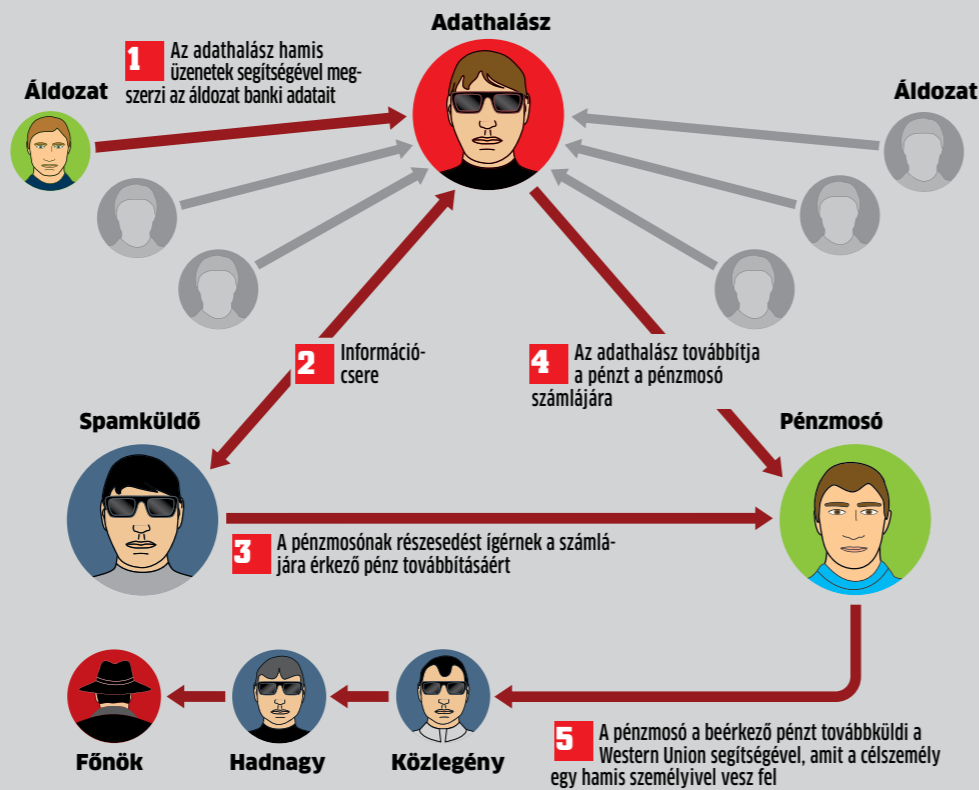 Adathalász
1 Az adathalász hamis
üzenetek segítségével meg-
szerzi az áldozat banki adatait
Áldozat
Áldozat
2 Információ-
csere
4 Az adathalász továbbítja
a pénzt a pénzmosó
számlájára
Spamküldő
Pénzmosó
3 A pénzmosónak részesedést ígérnek a számlá-
jára érkező pénz továbbításáért
Főnök
Hadnagy
Közlegény
5 A pénzmosó a beérkező pénzt továbbküldi a
Western Union segítségével, amit a célszemély
egy hamis személyivel vesz fel